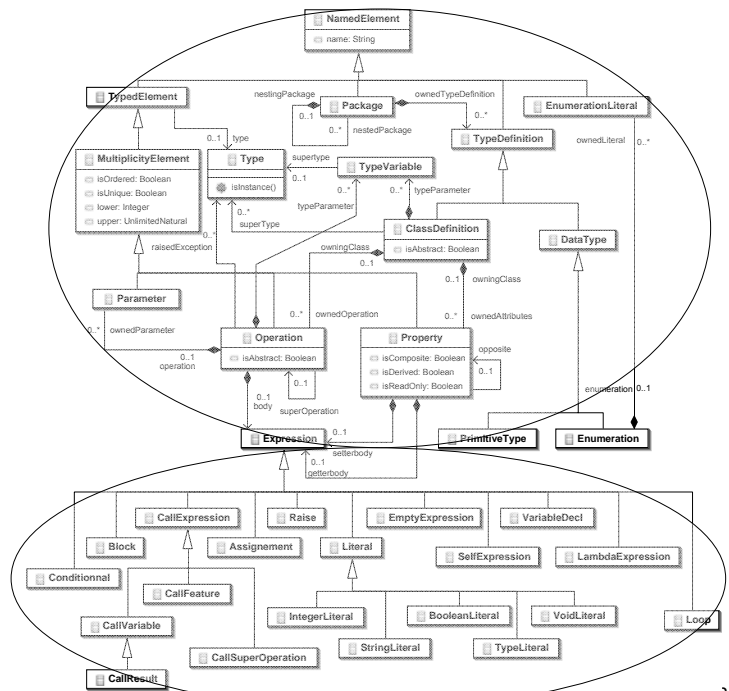 NamedElement
name: String
TypedElement
nestingPackage
ownedTypeDefinition
Package
EnumerationLiteral
0..1
0..*
0..1
type
0..*
nestedPackage
TypeDefinition
ownedLiteral
0..*
MultiplicityElement
isOrdered: Boolean
isUnique: Boolean
lower: Integer
upper: UnlimitedNatural
Type
isInstance()
supertype
0..1
TypeVariable
0..*
0..*
typeParameter
typeParameter
0..*
superType
0..*
raisedException
ClassDefinition
isAbstract: Boolean
DataType
owningClass
0..1
0..1
owningClass
Parameter
0..*
ownedParameter
0..*
ownedOperation
0..*
ownedAttributes
Operation
isAbstract: Boolean
Property
isComposite: Boolean
isDerived: Boolean
isReadOnly: Boolean
opposite
0..1
0..1
operation
0..1
0..1
body
superOperation
enumeration
0..1
Expression
0..1
setterbody
0..1
getterbody
PrimitiveType
Enumeration
CallExpression
Raise
EmptyExpression
VariableDecl
Block
Assignement
Literal
SelfExpression
LambdaExpression
Conditionnal
CallFeature
IntegerLiteral
BooleanLiteral
VoidLiteral
Loop
CallVariable
StringLiteral
TypeLiteral
CallSuperOperation
CallResult